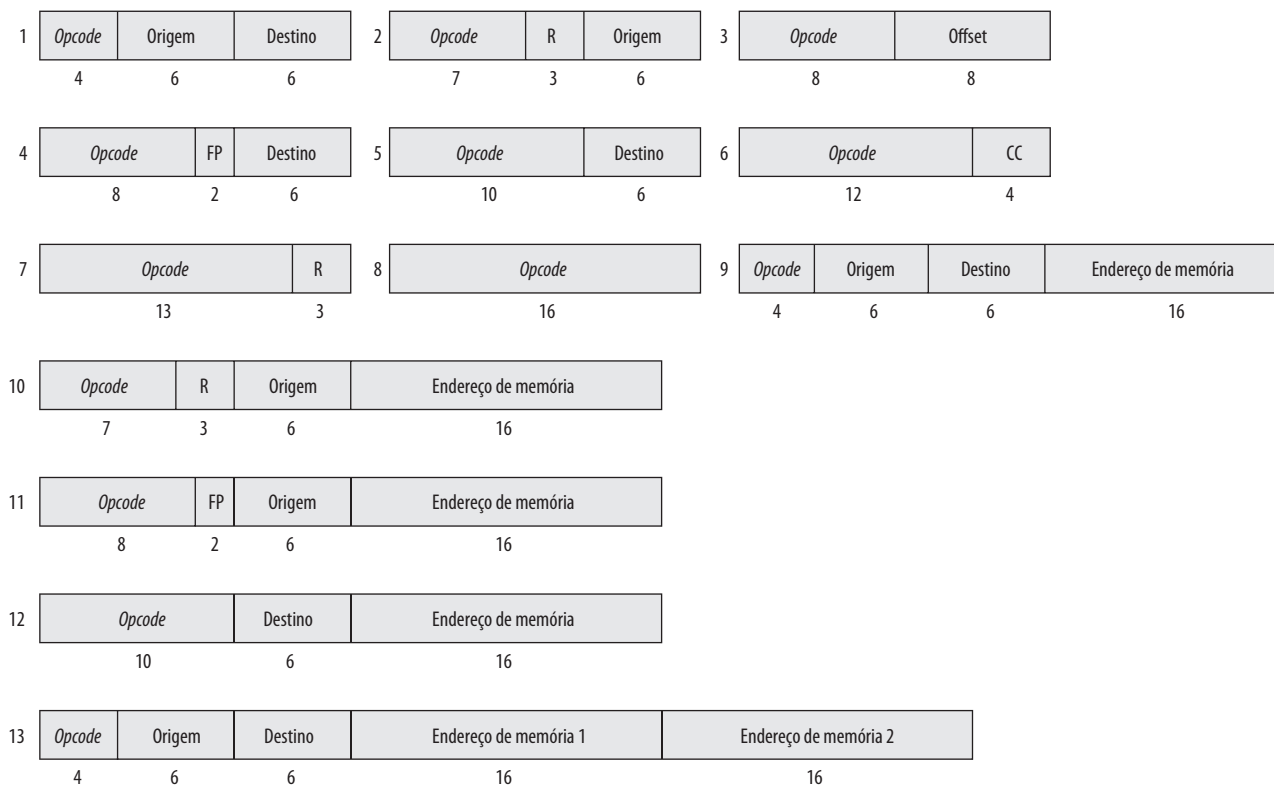 1 Opcode Origem Destino 2 Opcode R Origem 3 Opcode Offset
4 6 6 7 3 6 8 8
4 Opcode FP Destino 5 Opcode Destino 6 Opcode CC
8 2 6 10 6 12 4
7 Opcode R 8 Opcode 9 Opcode Origem Destino Endereço de memória
13 3 16 4 6 6 16
10 Opcode R Origem Endereço de memória
7 3 6 16
11 Opcode FP Origem Endereço de memória
8 2 6 16
12 Opcode Destino Endereço de memória
10 6 16
13 Opcode Origem Destino Endereço de memória 1 Endereço de memória 2
4 6 6 16 16